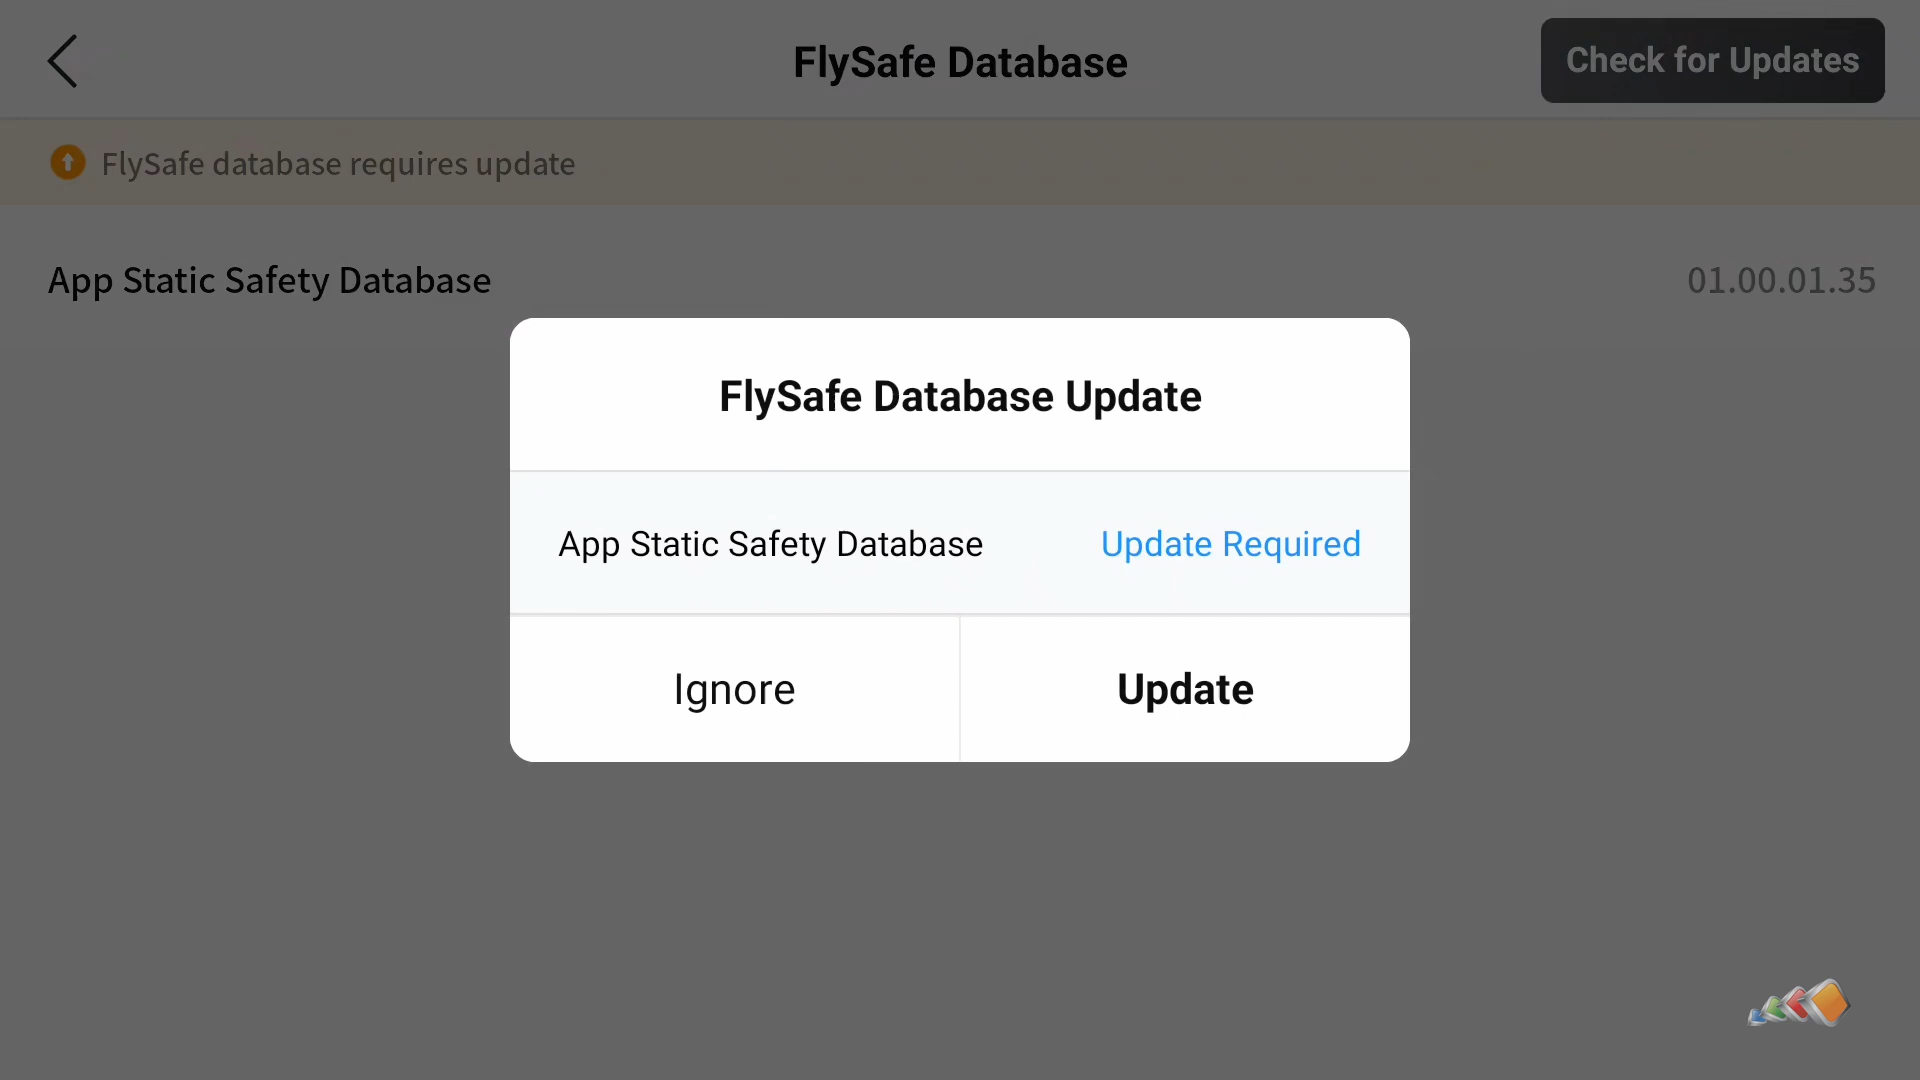 FlySafe Database
Check for Updates
FlySafe database requires update
App Static Safety Database
01.00.01.35
FlySafe Database Update
App Static Safety Database
Update Required
Ignore
Update